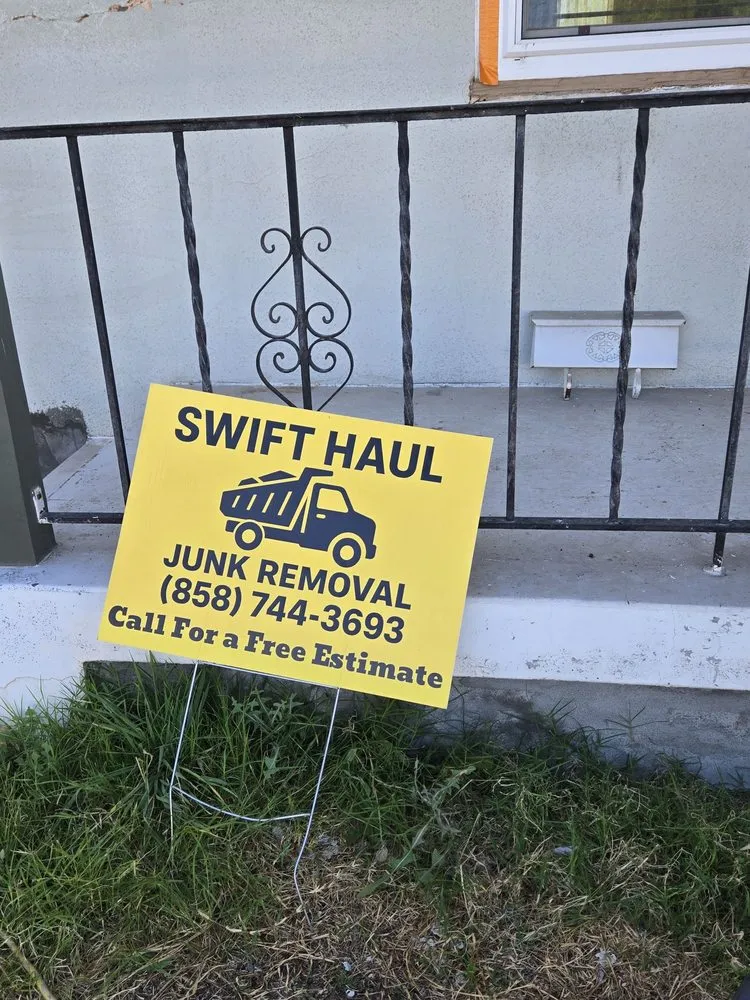 SWIFT HAUL
JUNK REMOVAL
(858) 744-3693
Call For a Free Estimate